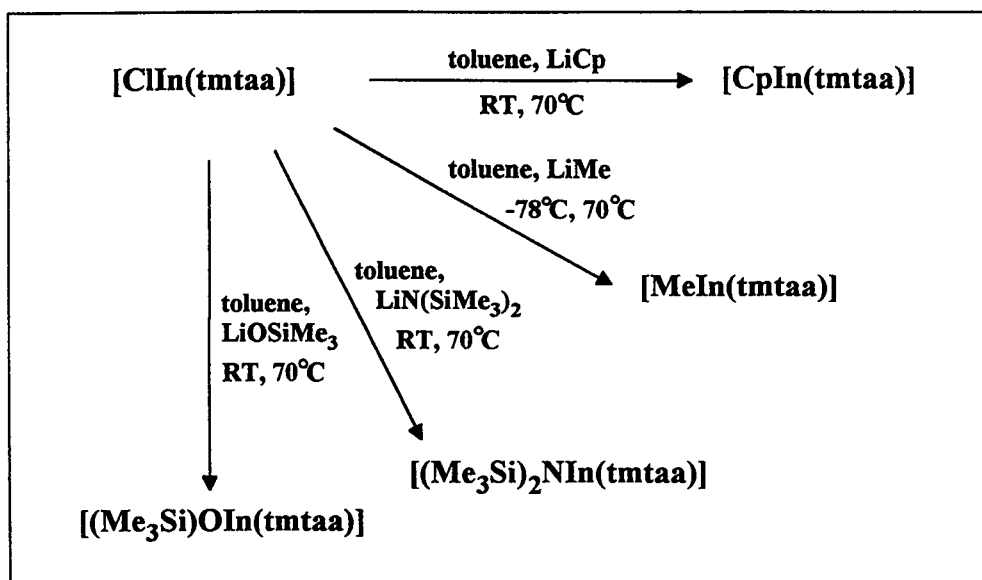 [ClIn(tmtaa)]
toluene, LiCp
RT, 70°C
[CpIn(tmtaa)]
toluene, LiMe
-78°C, 70°C
[MeIn(tmtaa)]
toluene,
LiN(SiMe₃)₂
RT, 70°C
[(Me₃Si)₂NIn(tmtaa)]
toluene,
LiOSiMe₃
RT, 70°C
[(Me₃Si)OIn(tmtaa)]